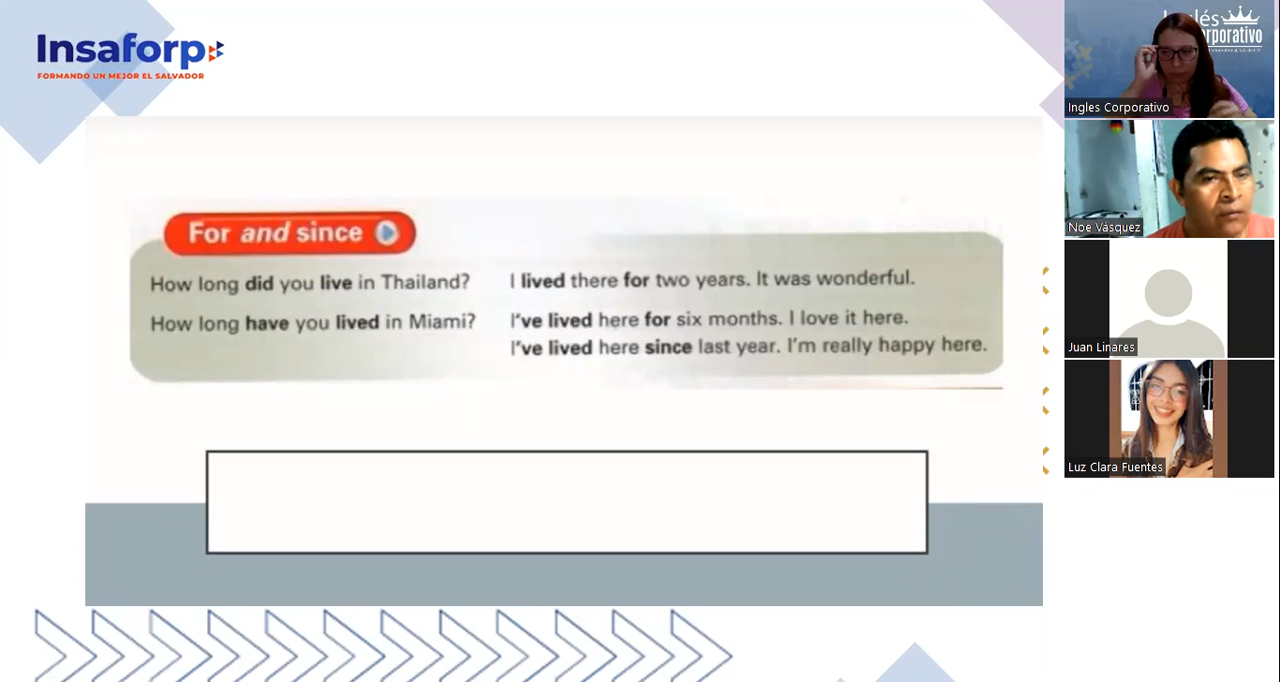 Insaforp
FORMANDO UN MEJOR EL SALVADOR
For and since
How long did you live in Thailand? I lived there for two years. It was wonderful.
How long have you lived in Miami? I've lived here for six months. I love it here.
I've lived here since last year. I'm really happy here.
Ingles Corporativo
Noe Vásquez
Juan Linares
Luz Clara Fuentes